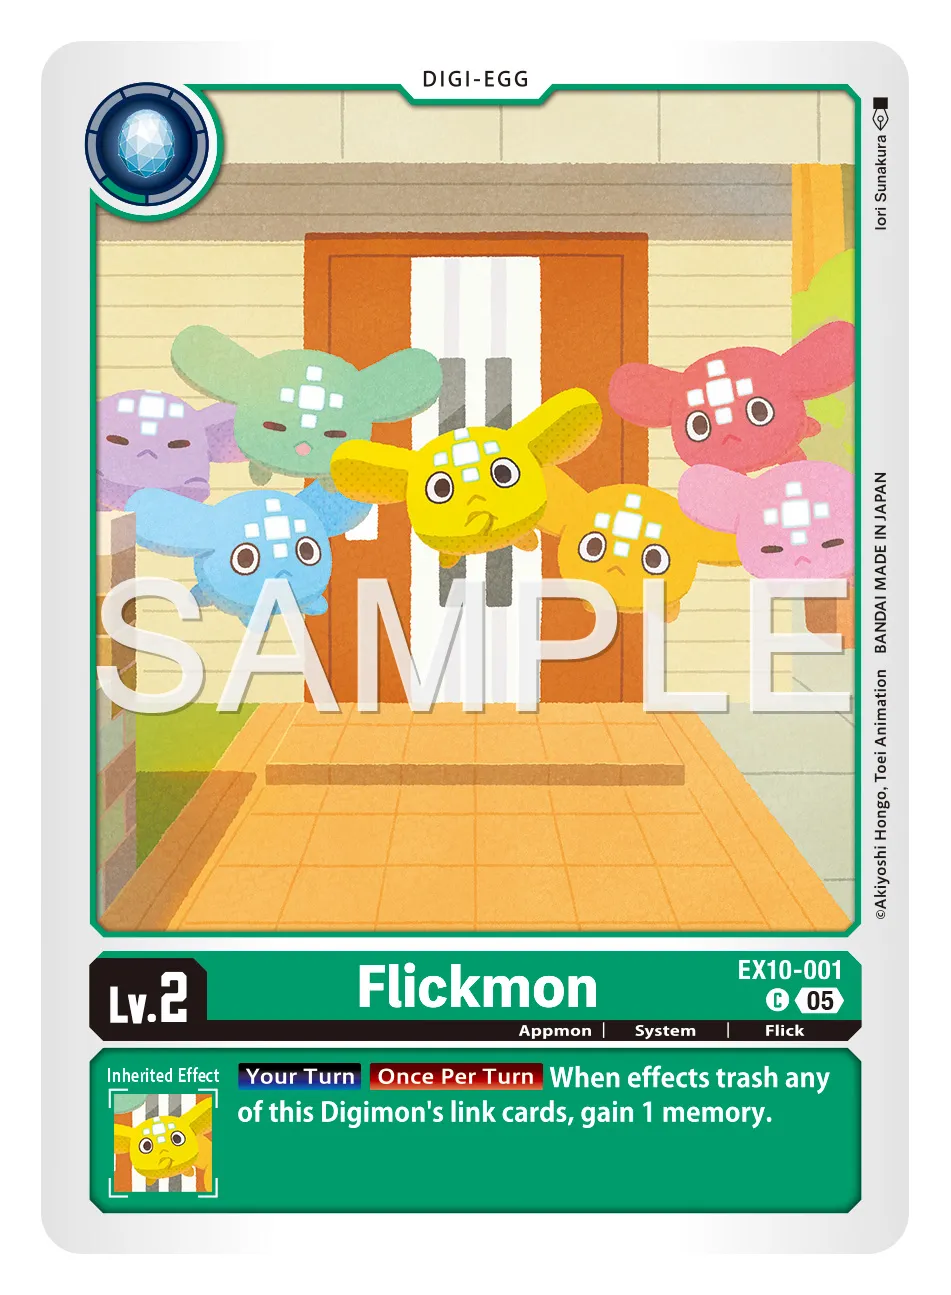 DIGI-EGG
Iori Sunakura
SAMPLE
©Akiyoshi Hongo, Toei Animation BANDAI MADE IN JAPAN
Lv.2
Flickmon
EX10-001
C 05
Appmon | System | Flick
Inherited Effect
Your Turn Once Per Turn When effects trash any
of this Digimon's link cards, gain 1 memory.